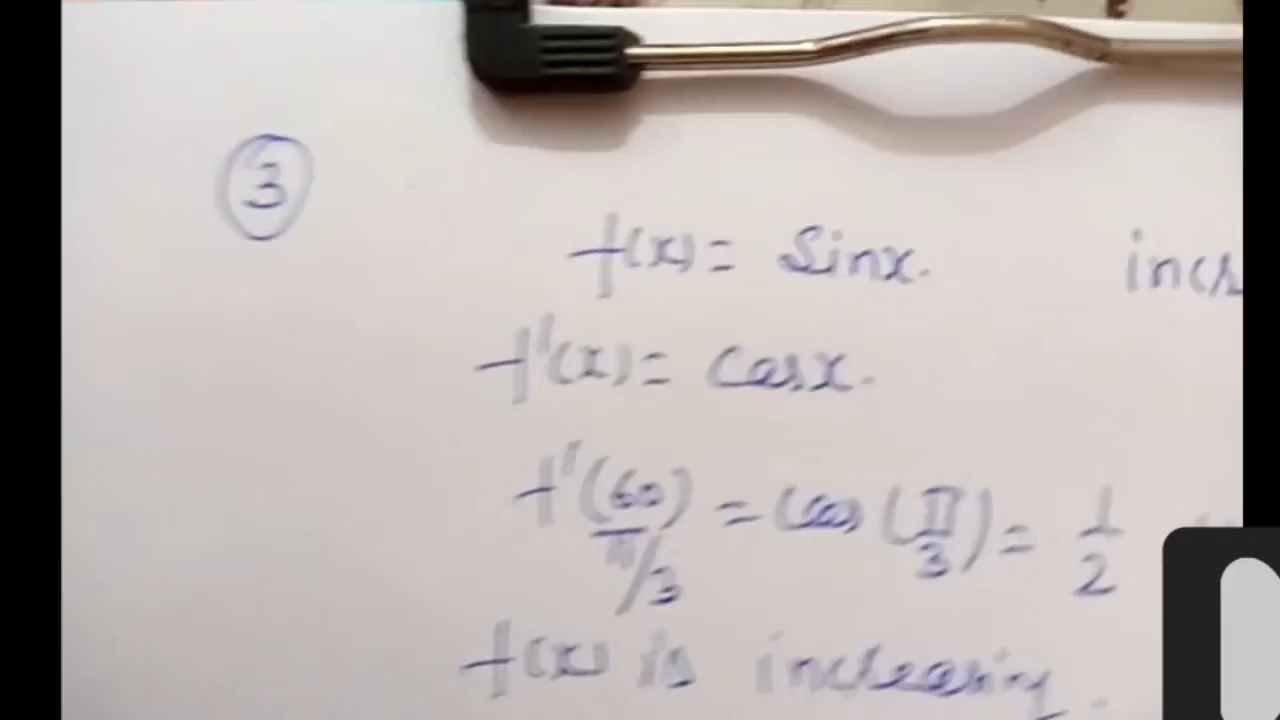 3
f(x) = Sinx.
f'(x) = Cosx.
f'(60) = Cos(π/3) = 1/2
π/3
f(x) is increasing.